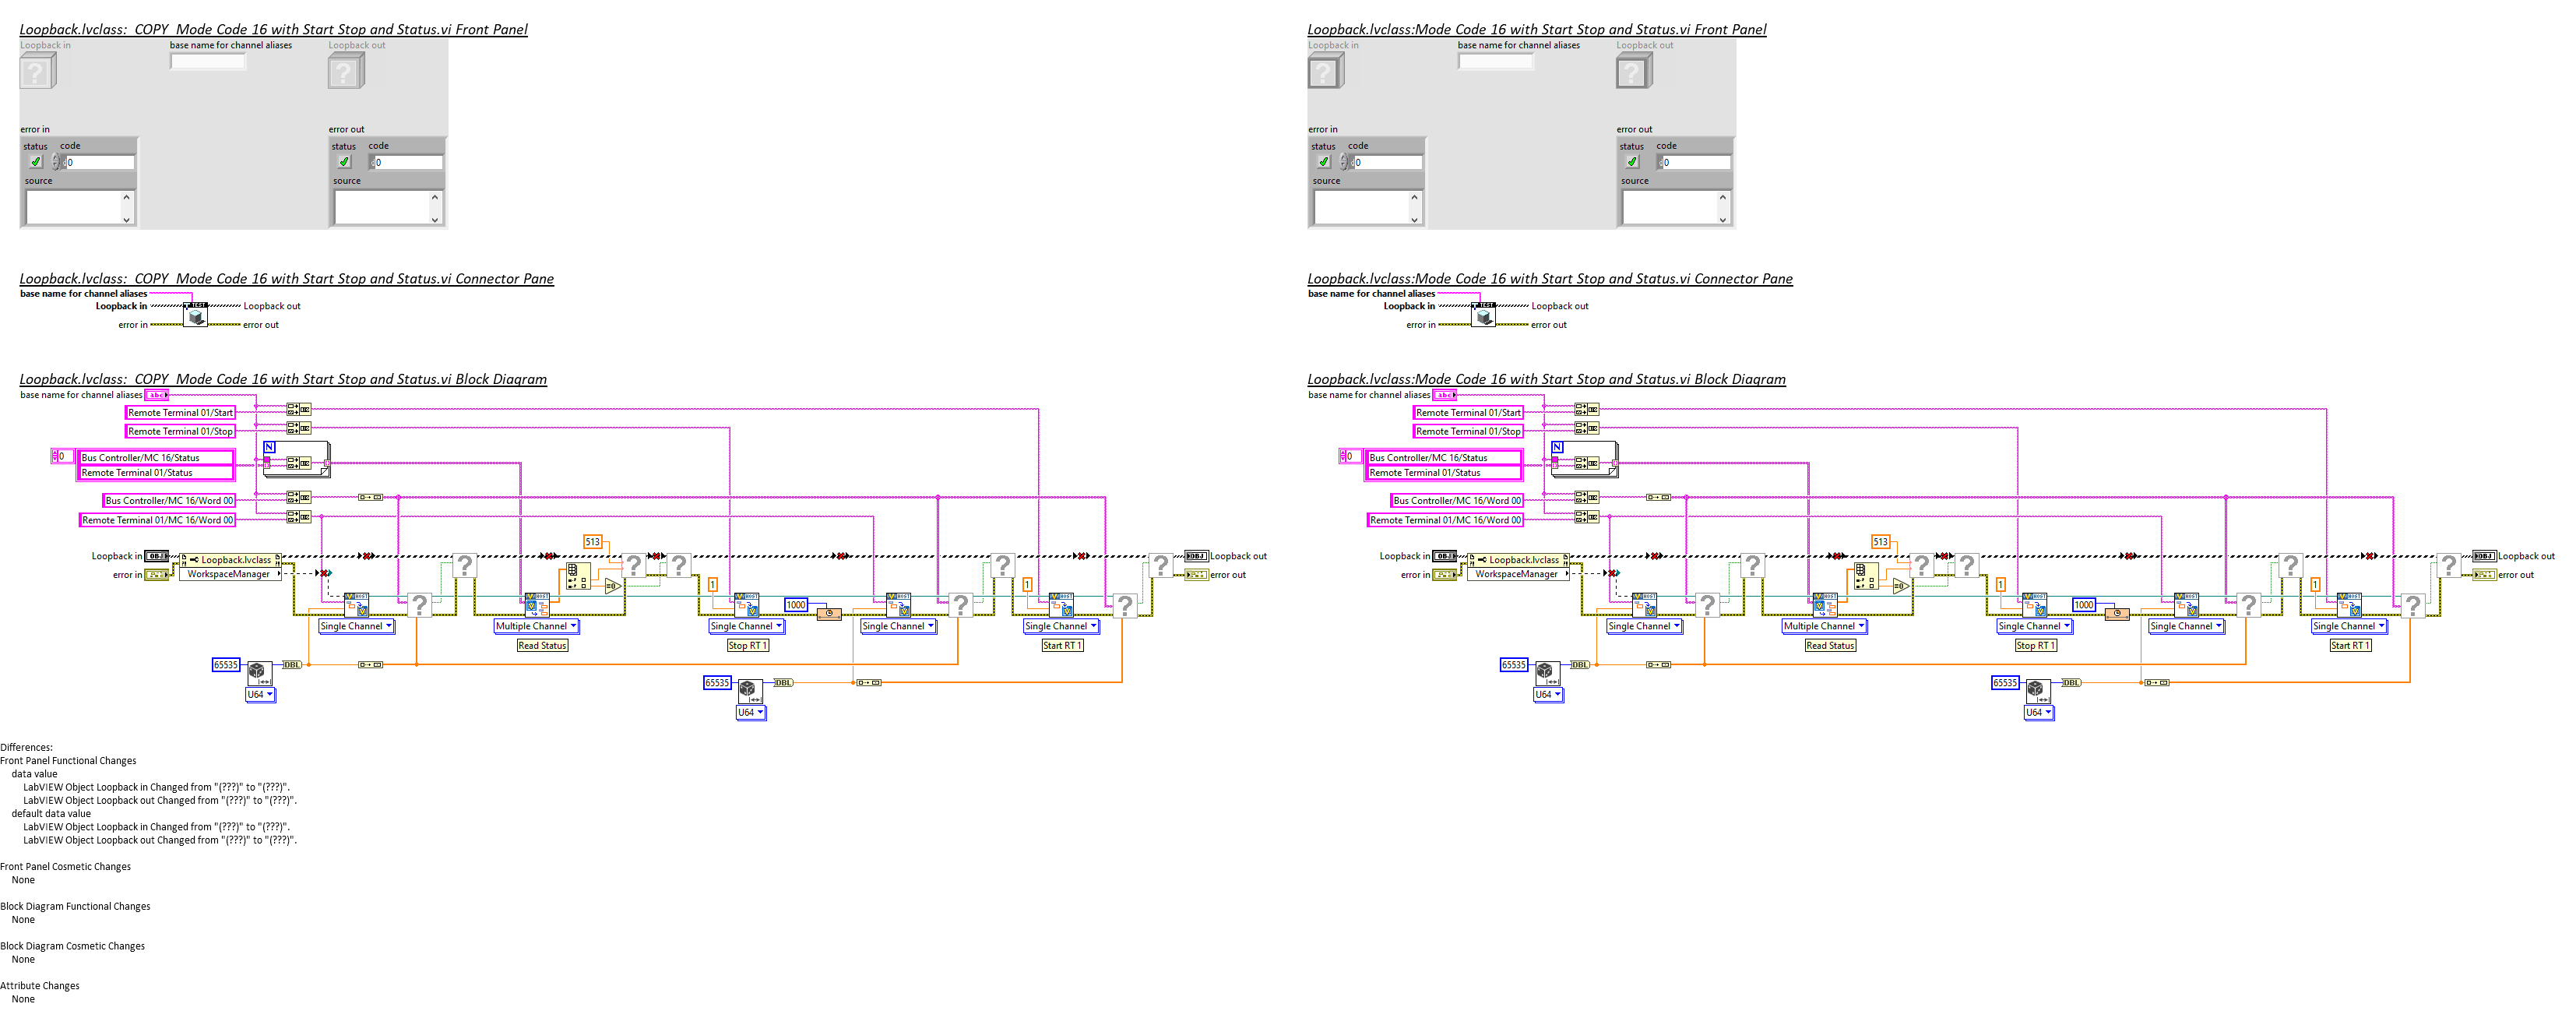 Loopback.lvclass:  COPY  Mode Code 16 with Start Stop and Status.vi Front Panel
Loopback in
base name for channel aliases
Loopback out
error in
error out
status code
0
source
status code
0
source
Loopback.lvclass:  COPY  Mode Code 16 with Start Stop and Status.vi Connector Pane
base name for channel aliases
TEST
Loopback in
Loopback out
error in
error out
Loopback.lvclass:  COPY  Mode Code 16 with Start Stop and Status.vi Block Diagram
base name for channel aliases
abc
Remote Terminal 01/Start
Remote Terminal 01/Stop
N
0
Bus Controller/MC 16/Status
Remote Terminal 01/Status
Bus Controller/MC 16/Word 00
Remote Terminal 01/MC 16/Word 00
513
Loopback in
OBJ
Loopback.lvclass
OBJ
Loopback out
error in
WorkspaceManager
error out
? ? ? ? ?
1
1000
1
? ? ?
Single Channel
Multiple Channel
Single Channel
Single Channel
Single Channel
Read Status
Stop RT 1
Start RT 1
65535
DBL
U64
65535
DBL
U64
Loopback.lvclass:Mode Code 16 with Start Stop and Status.vi Front Panel
Loopback in
base name for channel aliases
Loopback out
error in
error out
status code
0
source
status code
0
source
Loopback.lvclass:Mode Code 16 with Start Stop and Status.vi Connector Pane
base name for channel aliases
TEST
Loopback in
Loopback out
error in
error out
Loopback.lvclass:Mode Code 16 with Start Stop and Status.vi Block Diagram
base name for channel aliases
abc
Remote Terminal 01/Start
Remote Terminal 01/Stop
N
0
Bus Controller/MC 16/Status
Remote Terminal 01/Status
Bus Controller/MC 16/Word 00
Remote Terminal 01/MC 16/Word 00
513
Loopback in
OBJ
Loopback.lvclass
OBJ
Loopback out
error in
WorkspaceManager
error out
? ? ? ? ?
1
1000
1
? ? ?
Single Channel
Multiple Channel
Single Channel
Single Channel
Single Channel
Read Status
Stop RT 1
Start RT 1
65535
DBL
U64
65535
DBL
U64
Differences:
Front Panel Functional Changes
data value
LabVIEW Object Loopback in Changed from "(???)" to "(???)".
LabVIEW Object Loopback out Changed from "(???)" to "(???)".
default data value
LabVIEW Object Loopback in Changed from "(???)" to "(???)".
LabVIEW Object Loopback out Changed from "(???)" to "(???)".
Front Panel Cosmetic Changes
None
Block Diagram Functional Changes
None
Block Diagram Cosmetic Changes
None
Attribute Changes
None